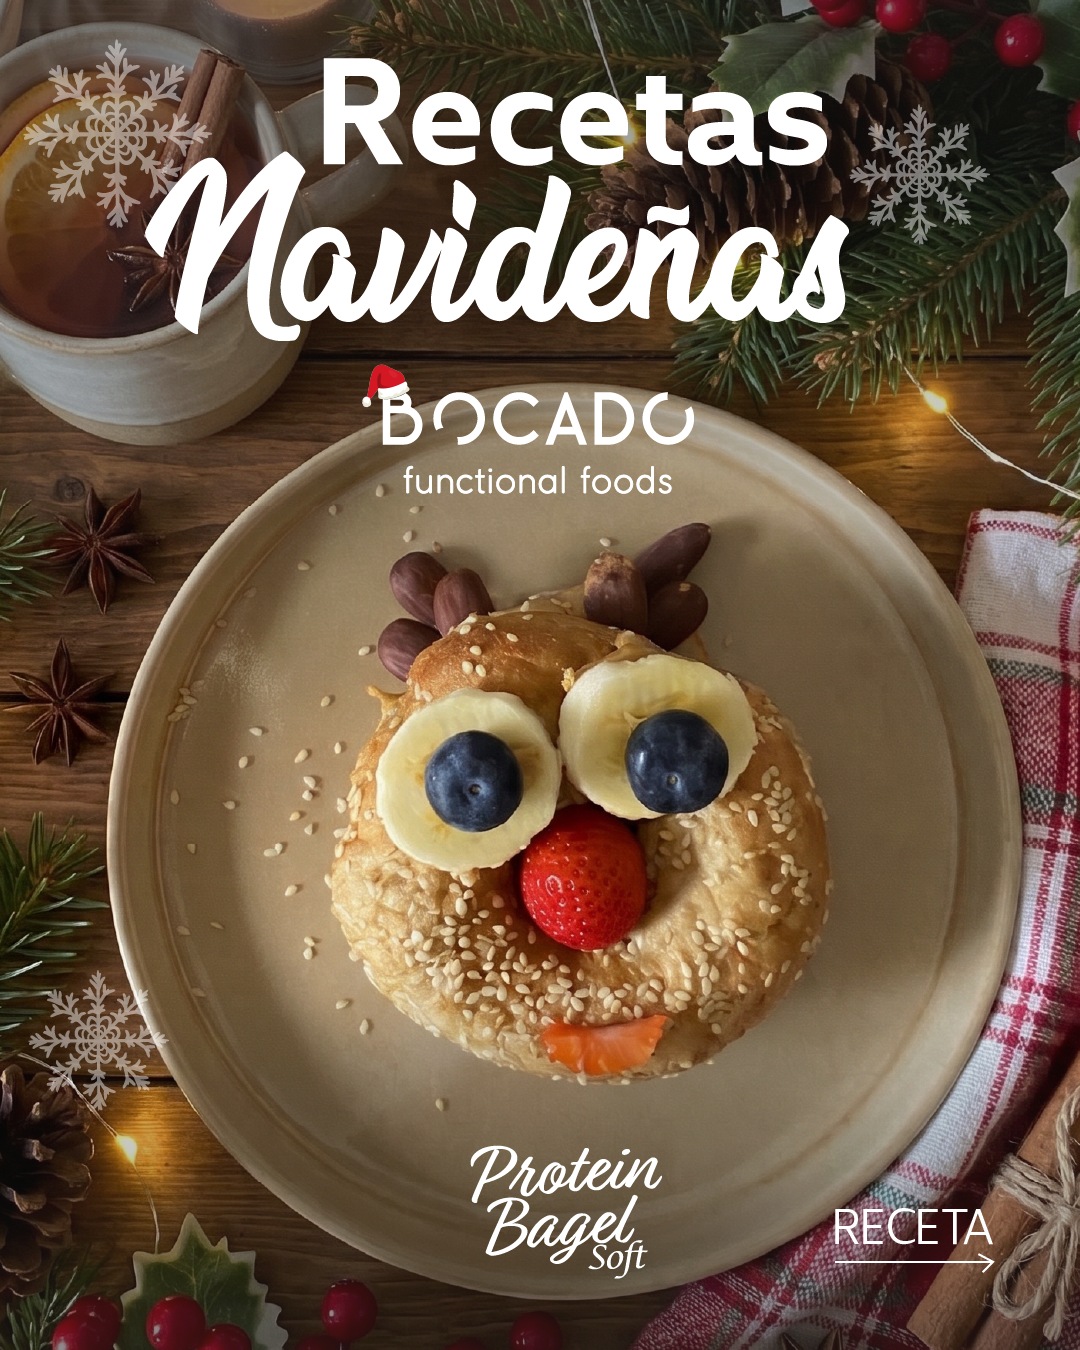 Recetas
Navideñas
BOCADO
functional foods
Protein
Bagel
Soft
RECETA